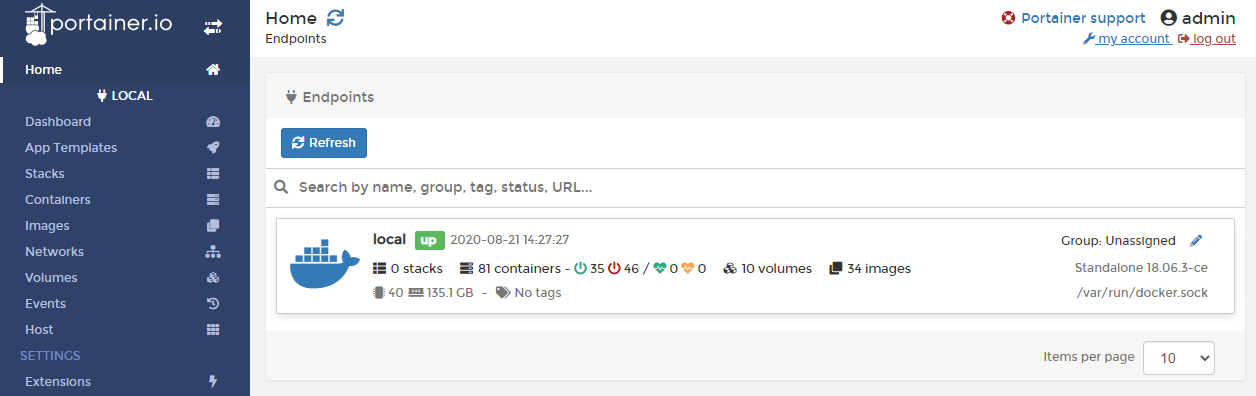 portainer.io
Home
LOCAL
Dashboard
App Templates
Stacks
Containers
Images
Networks
Volumes
Events
Host
SETTINGS
Extensions
Home
Endpoints
Portainer support admin
my account log out
Endpoints
Refresh
Search by name, group, tag, status, URL...
local up 2020-08-21 14:27:27
Group: Unassigned
0 stacks 81 containers - 35 46 / 0 0 10 volumes 34 images
Standalone 18.06.3-ce
40 135.1 GB - No tags
/var/run/docker.sock
Items per page 10